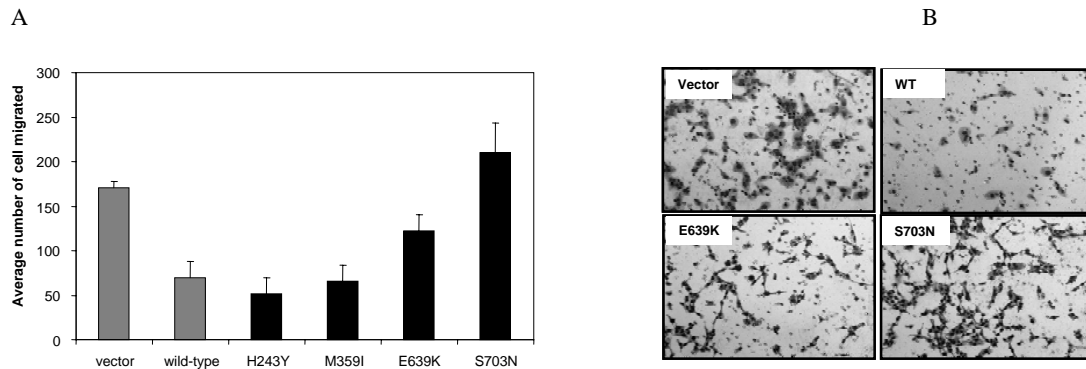 A
B
Average number of cell migrated
300
250
200
150
100
50
0
vector wild-type H243Y M359I E639K S703N
Vector
WT
E639K
S703N